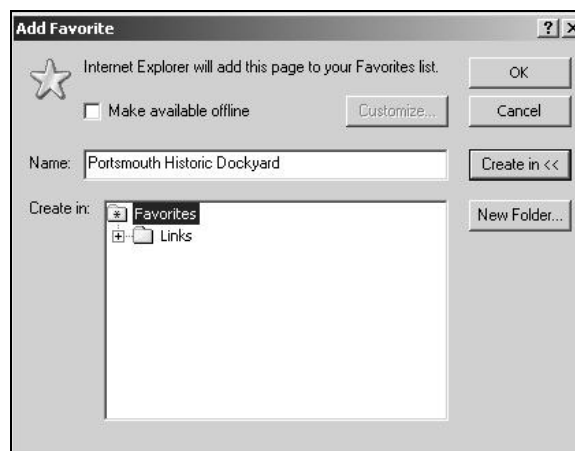 Add Favorite
Internet Explorer will add this page to your Favorites list.
OK
Make available offline
Customize...
Cancel
Name: Portsmouth Historic Dockyard
Create in <<
Create in:
Favorites
New Folder...
Links